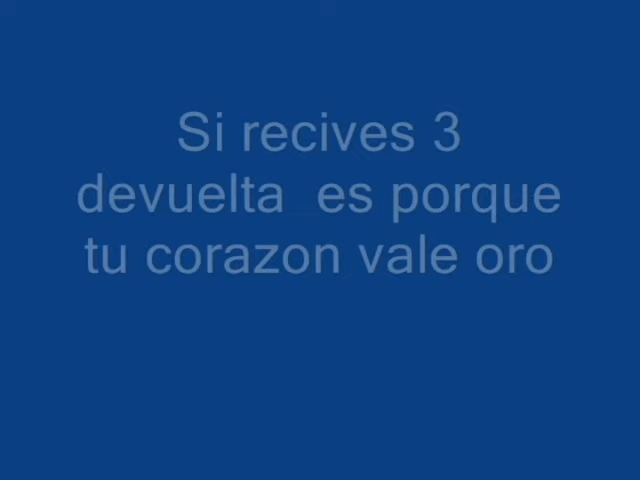 Si recives 3
devuelta  es porque
tu corazon vale oro